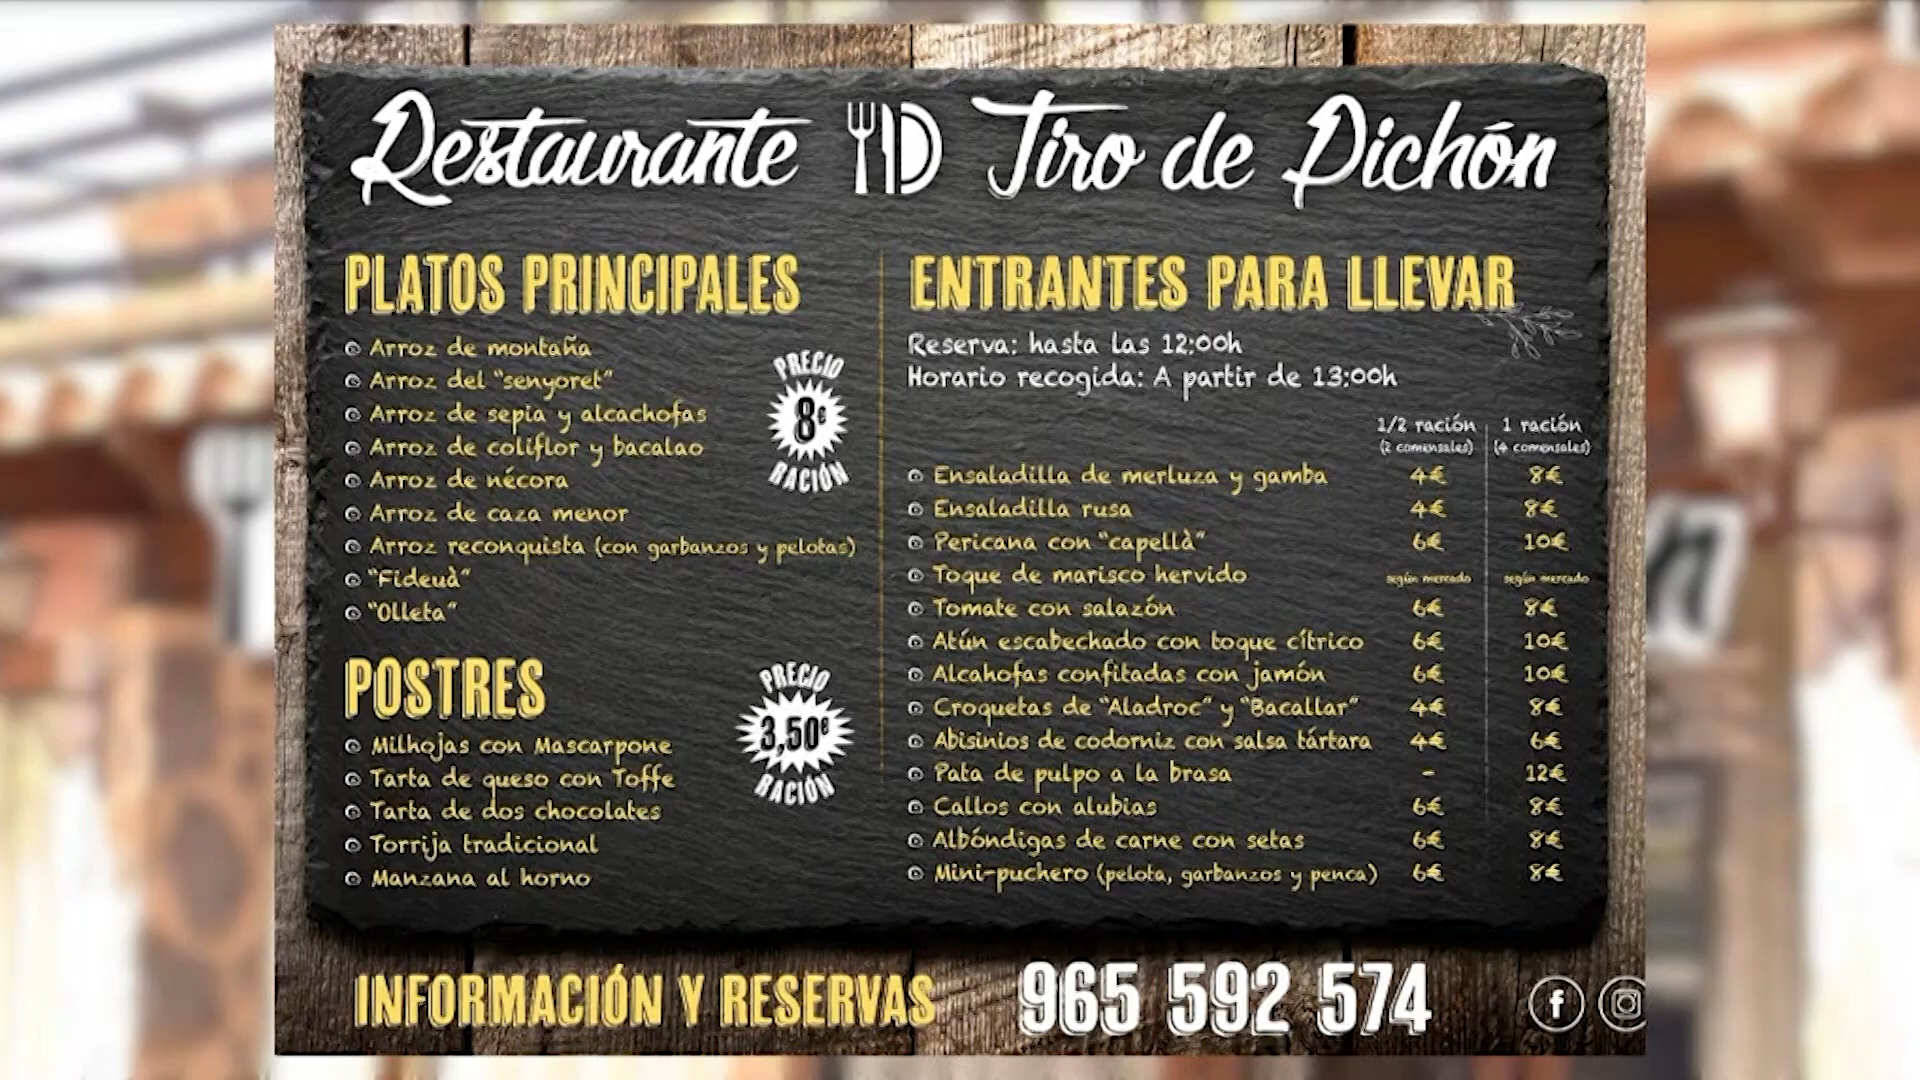 Restaurante Tiro de Pichón
PLATOS PRINCIPALES
Arroz de montaña
Arroz del "senyoret"
Arroz de sepia y alcachofas
Arroz de coliflor y bacalao
Arroz de nécora
Arroz de caza menor
Arroz reconquista (con garbanzos y pelotas)
"Fideuà"
"Olleta"
PRECIO
8€
RACIÓN
POSTRES
Milhojas con Mascarpone
Tarta de queso con Toffe
Tarta de dos chocolates
Torrija tradicional
Manzana al horno
PRECIO
3,50€
RACIÓN
ENTRANTES PARA LLEVAR
Reserva: hasta las 12:00h
Horario recogida: A partir de 13:00h
1/2 ración 1 ración
(2 comensales) (4 comensales)
Ensaladilla de merluza y gamba 4€ 8€
Ensaladilla rusa 4€ 8€
Pericana con "capellà" 6€ 10€
Toque de marisco hervido según mercado según mercado
Tomate con salazón 6€ 8€
Atún escabechado con toque cítrico 6€ 10€
Alcahofas confitadas con jamón 6€ 10€
Croquetas de "Aladroc" y "Bacallar" 4€ 8€
Abisinios de codorniz con salsa tártara 4€ 6€
Pata de pulpo a la brasa - 12€
Callos con alubias 6€ 8€
Albóndigas de carne con setas 6€ 8€
Mini-puchero (pelota, garbanzos y penca) 6€ 8€
INFORMACIÓN Y RESERVAS 965 592 574